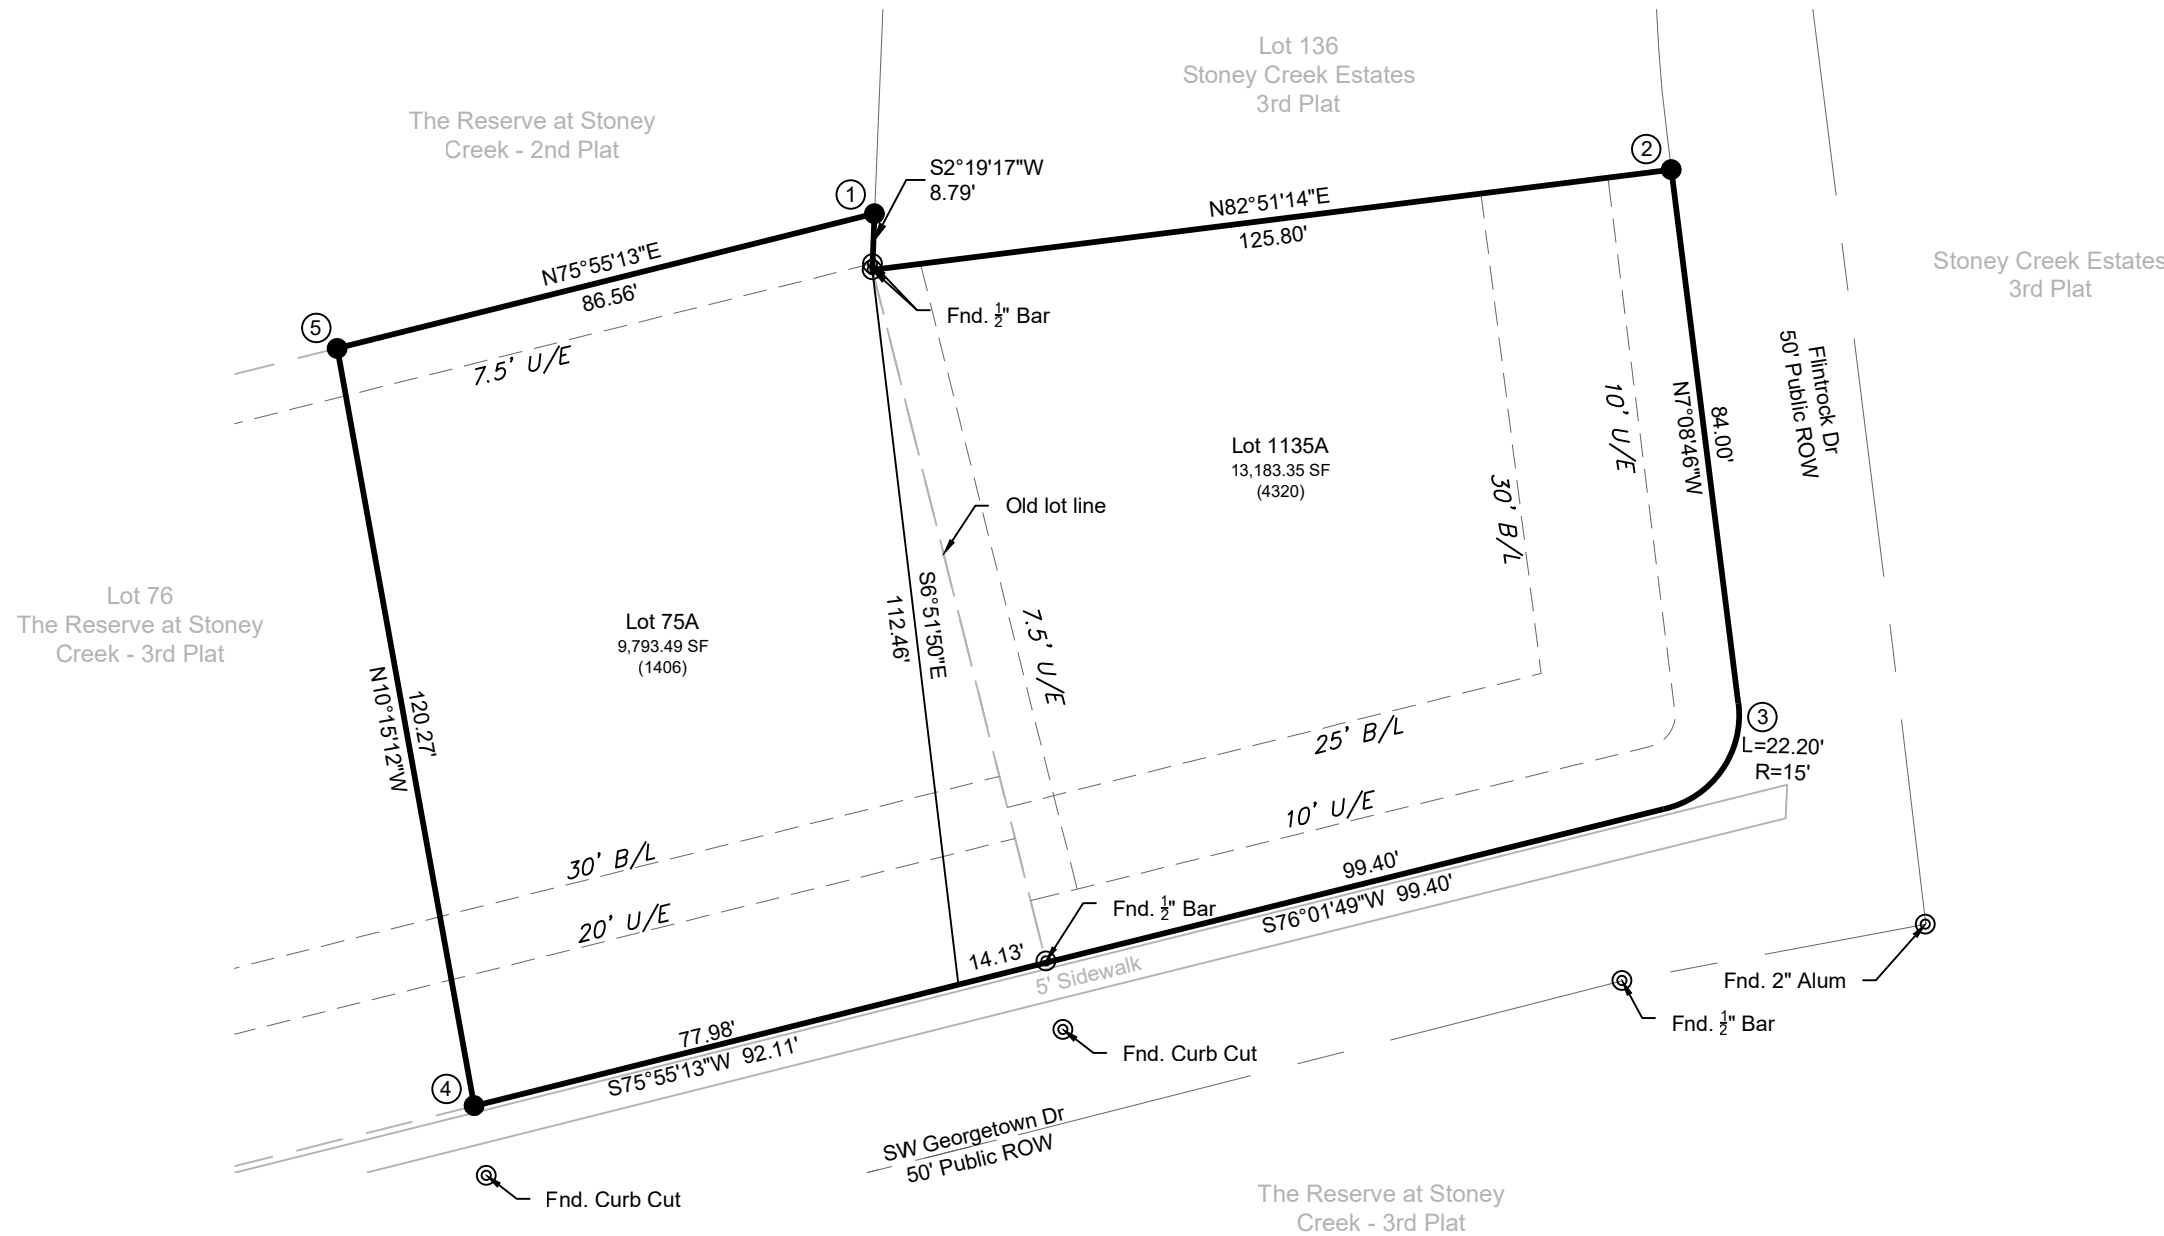 Lot 136
Stoney Creek Estates
3rd Plat
The Reserve at Stoney
Creek - 2nd Plat
S2°19'17"W
8.79'
1
2
N82°51'14"E
125.80'
N75°55'13"E
86.56'
5
7.5' U/E
Fnd. ½" Bar
Stoney Creek Estates
3rd Plat
Flintrock Dr
50' Public ROW
84.00'
N7°08'46"W
10' U/E
30' B/L
Lot 1135A
13,183.35 SF
(4320)
Old lot line
S6°51'50"E
112.46'
7.5' U/E
Lot 76
The Reserve at Stoney
Creek - 3rd Plat
Lot 75A
9,793.49 SF
(1406)
120.27'
N10°15'12"W
3
L=22.20'
R=15'
25' B/L
10' U/E
30' B/L
20' U/E
99.40'
S76°01'49"W 99.40'
Fnd. ½" Bar
14.13'
5' Sidewalk
77.98'
S75°55'13"W 92.11'
4
Fnd. 2" Alum
Fnd. ½" Bar
Fnd. Curb Cut
SW Georgetown Dr
50' Public ROW
Fnd. Curb Cut
The Reserve at Stoney
Creek - 3rd Plat